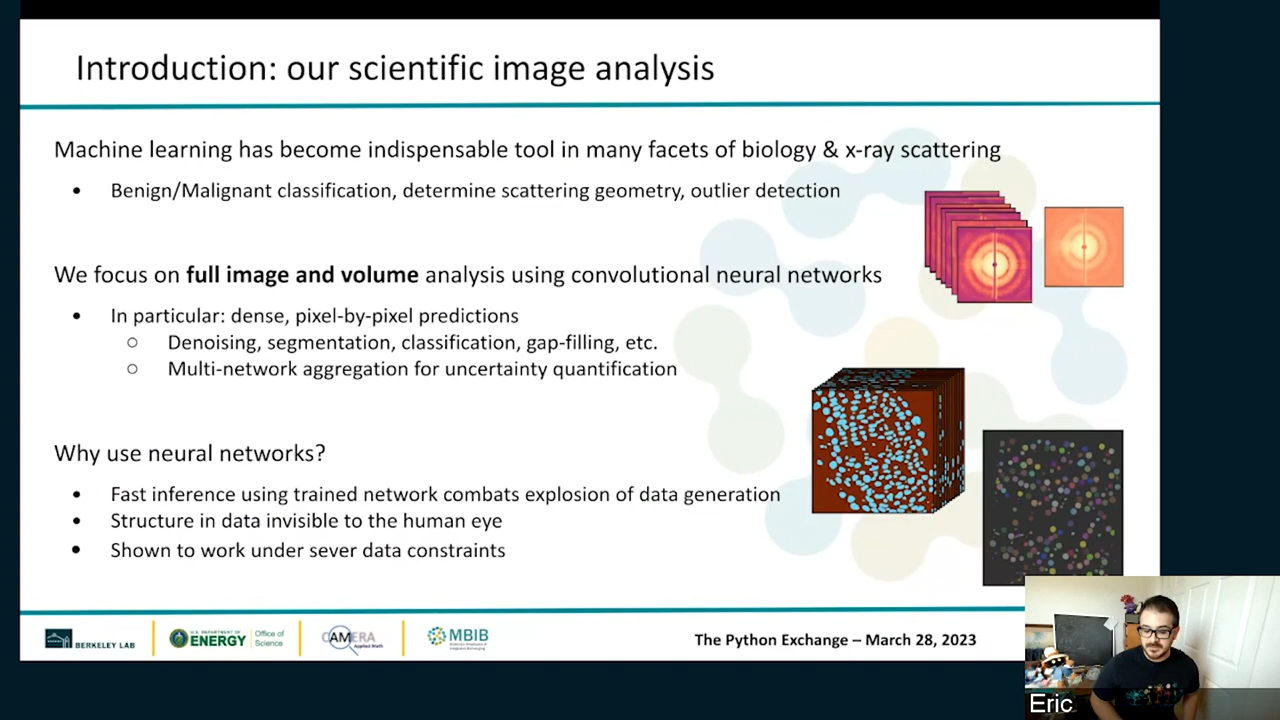 Introduction: our scientific image analysis
Machine learning has become indispensable tool in many facets of biology & x-ray scattering
• Benign/Malignant classification, determine scattering geometry, outlier detection
We focus on full image and volume analysis using convolutional neural networks
• In particular: dense, pixel-by-pixel predictions
○ Denoising, segmentation, classification, gap-filling, etc.
○ Multi-network aggregation for uncertainty quantification
Why use neural networks?
• Fast inference using trained network combats explosion of data generation
• Structure in data invisible to the human eye
• Shown to work under sever data constraints
BERKELEY LAB
U.S. DEPARTMENT OF
ENERGY
Office of
Science
CAMERA
Applied Math
MBIB
The Python Exchange – March 28, 2023
Eric